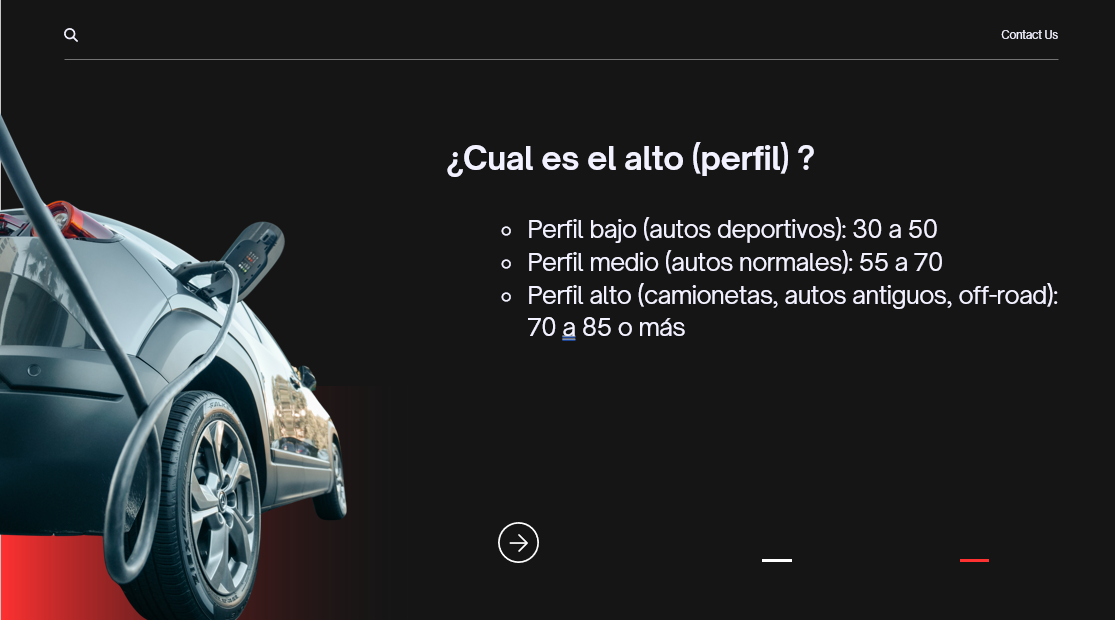 Contact Us
¿Cual es el alto (perfil) ?
Perfil bajo (autos deportivos): 30 a 50
Perfil medio (autos normales): 55 a 70
Perfil alto (camionetas, autos antiguos, off-road):
70 a 85 o más